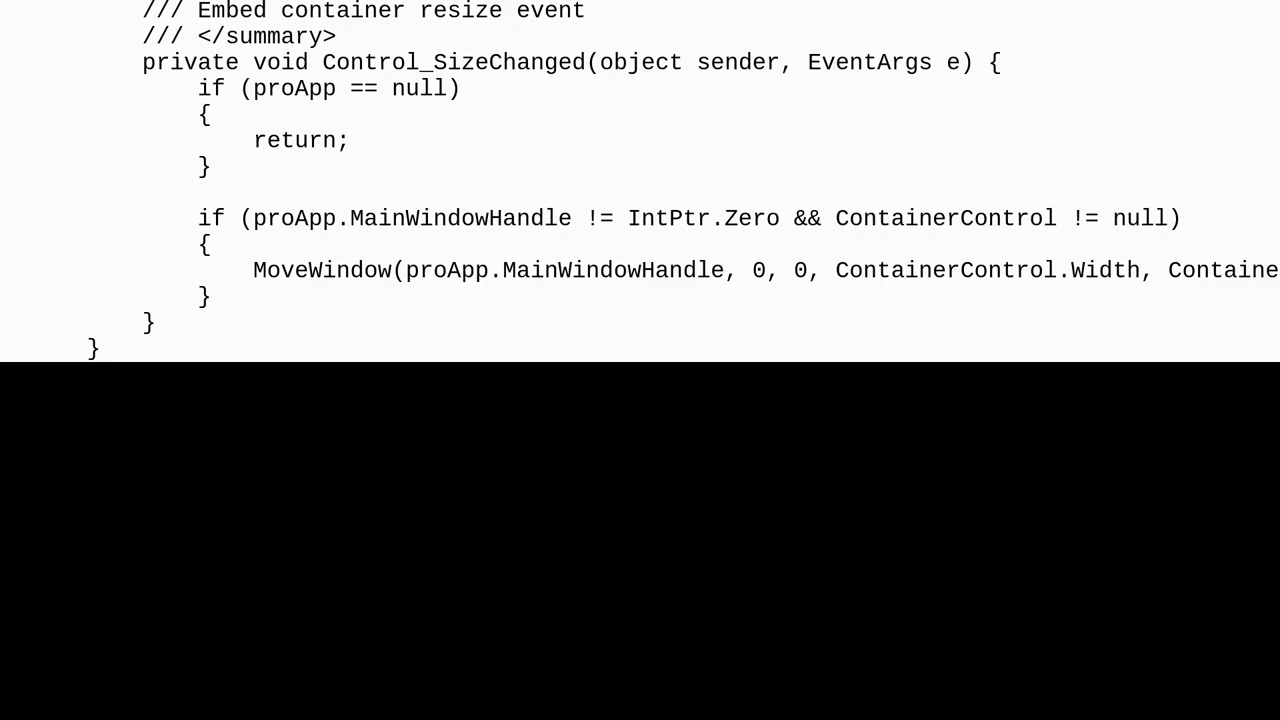 /// Embed container resize event
/// </summary>
private void Control_SizeChanged(object sender, EventArgs e) {
if (proApp == null)
{
return;
}
if (proApp.MainWindowHandle != IntPtr.Zero && ContainerControl != null)
{
MoveWindow(proApp.MainWindowHandle, 0, 0, ContainerControl.Width, Containe
}
}
}